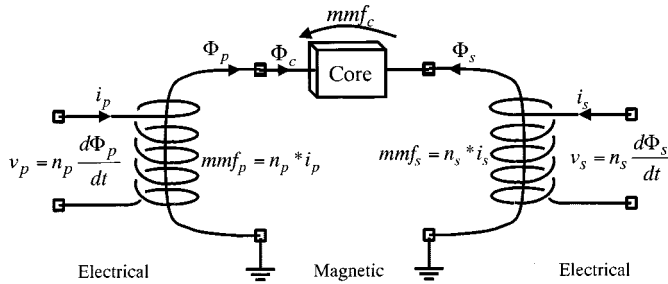 mmf_c
Φ_p
Φ_c
Core
Φ_s
i_p
i_s
v_p = n_p dΦ_p/dt
mmf_p = n_p * i_p
mmf_s = n_s * i_s
v_s = n_s dΦ_s/dt
Electrical
Magnetic
Electrical